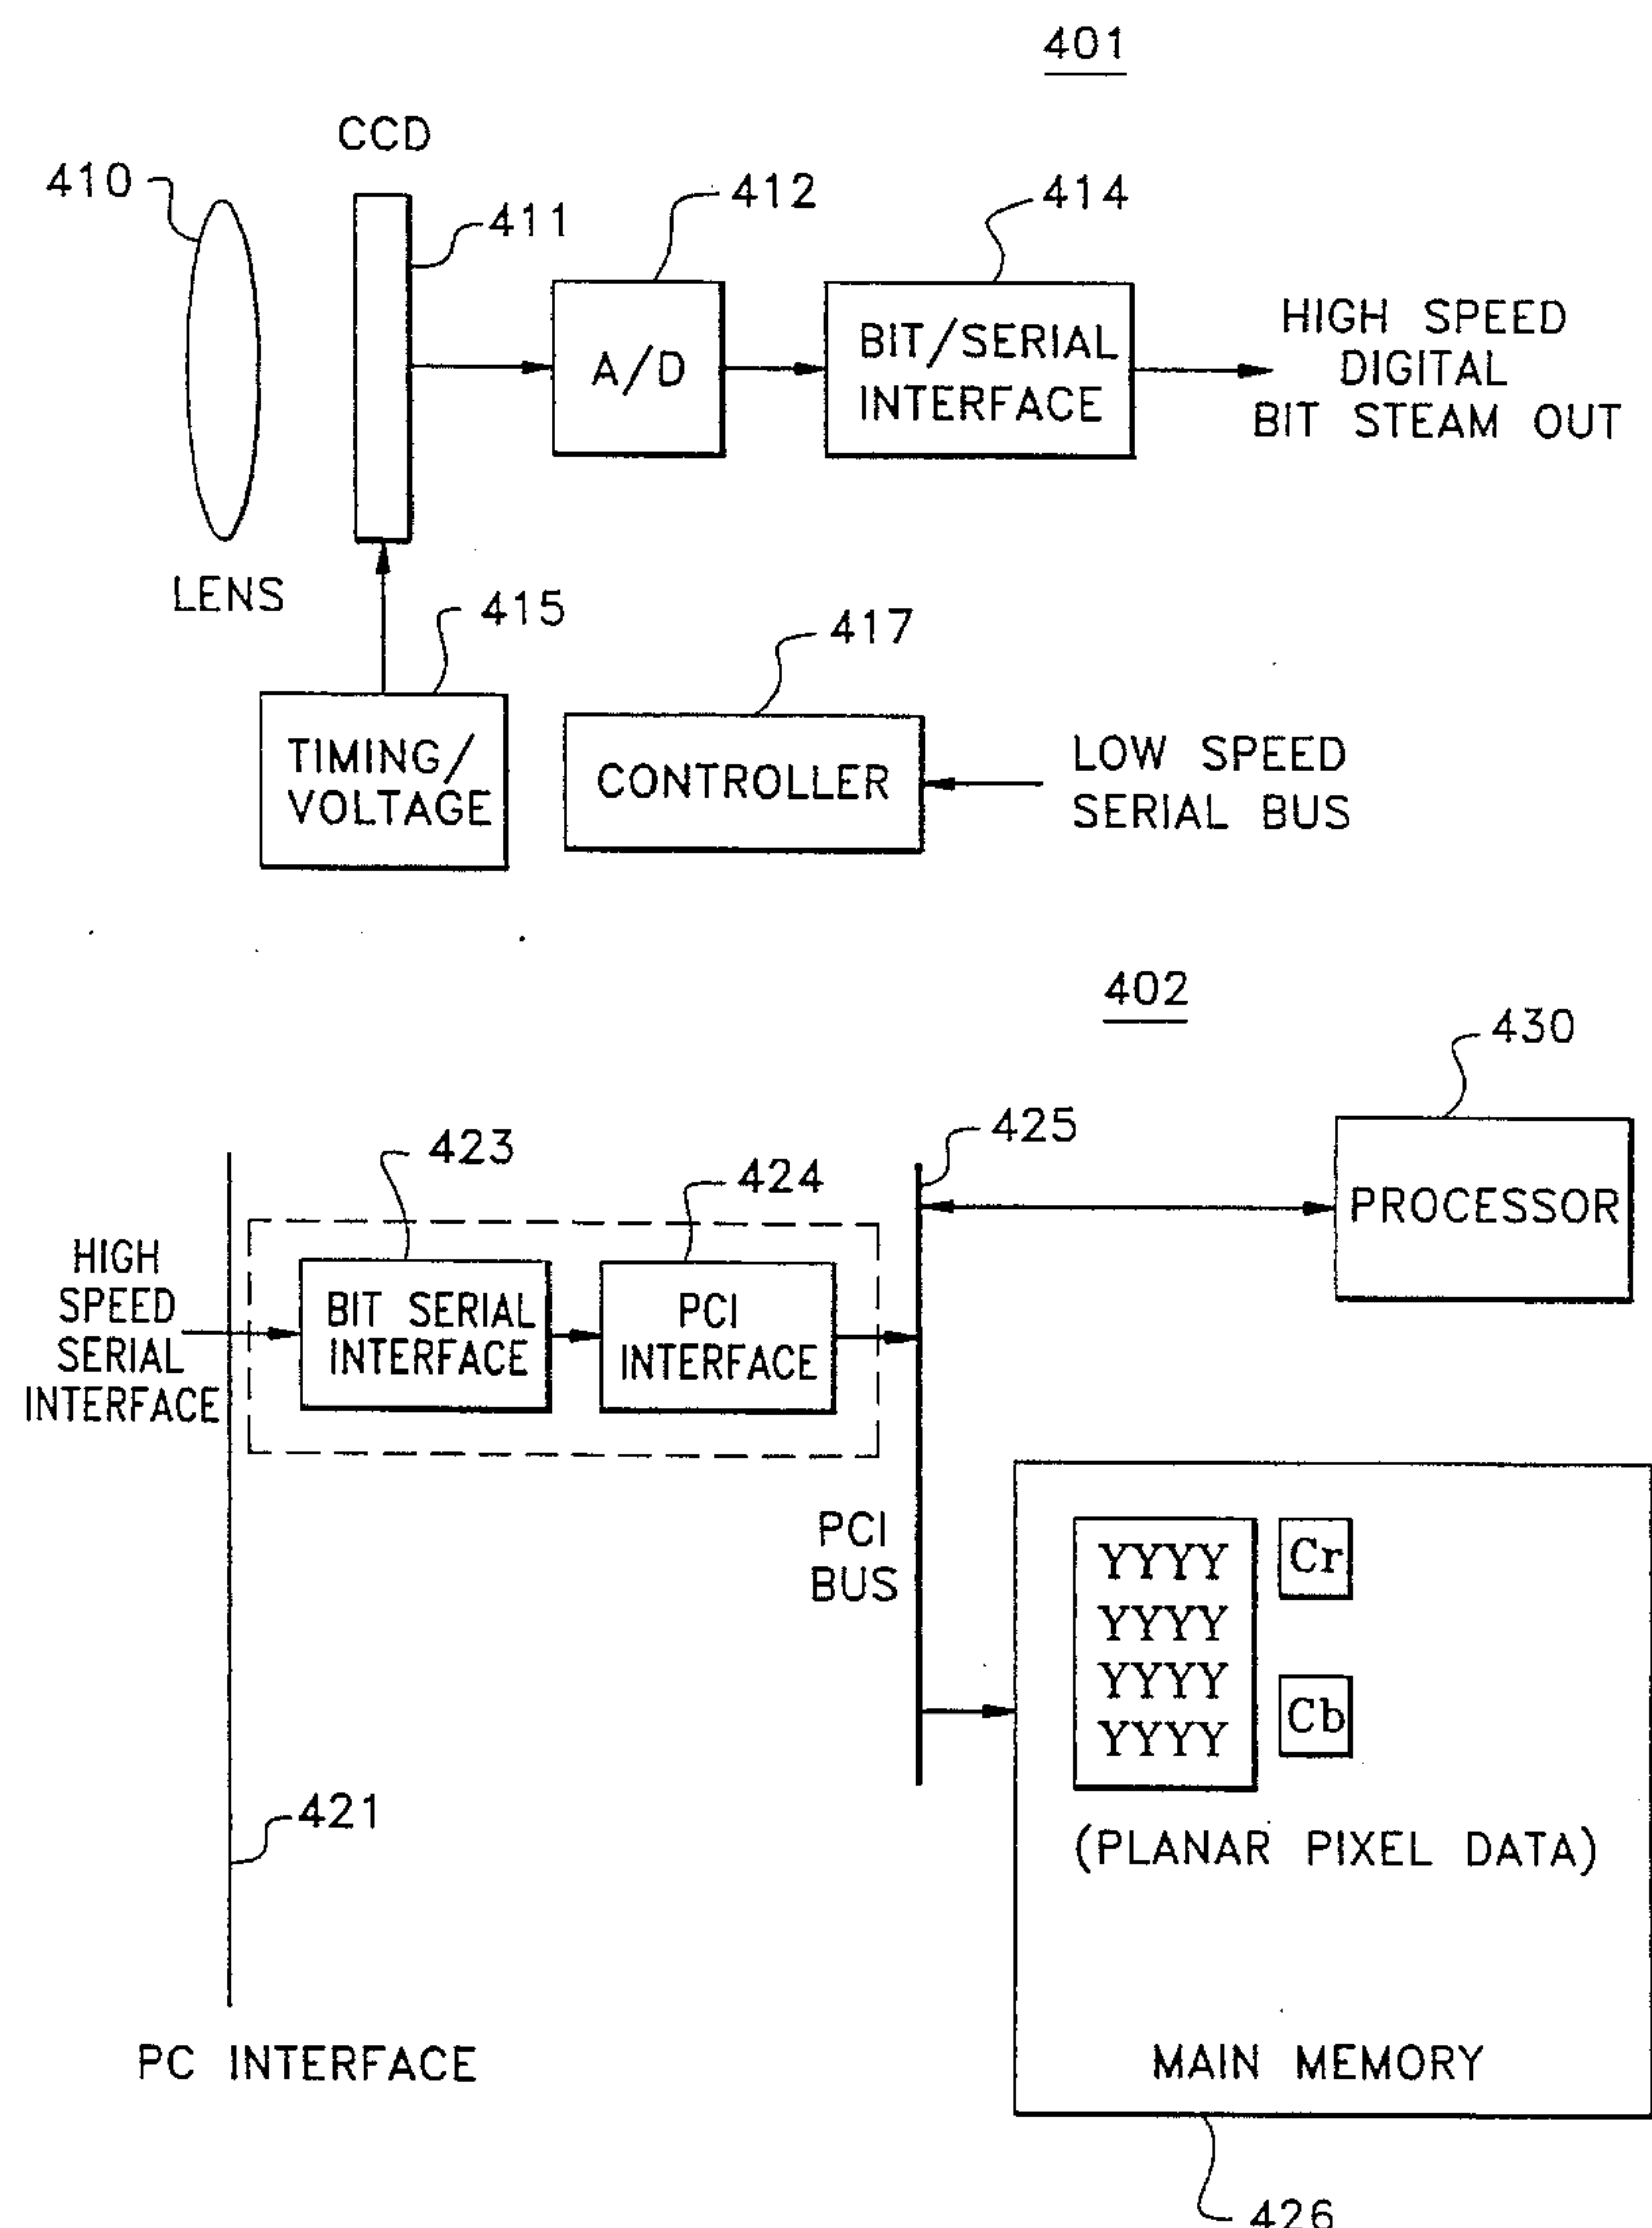 401
CCD
410
411
412
414
A/D
BIT/SERIAL
INTERFACE
HIGH SPEED
DIGITAL
BIT STEAM OUT
LENS
415
417
TIMING/
VOLTAGE
CONTROLLER
LOW SPEED
SERIAL BUS
402
430
425
423
424
PROCESSOR
HIGH
SPEED
SERIAL
INTERFACE
BIT SERIAL
INTERFACE
PCI
INTERFACE
PCI
BUS
YYYY
YYYY
YYYY
YYYY
Cr
Cb
(PLANAR PIXEL DATA)
421
PC INTERFACE
MAIN MEMORY
426